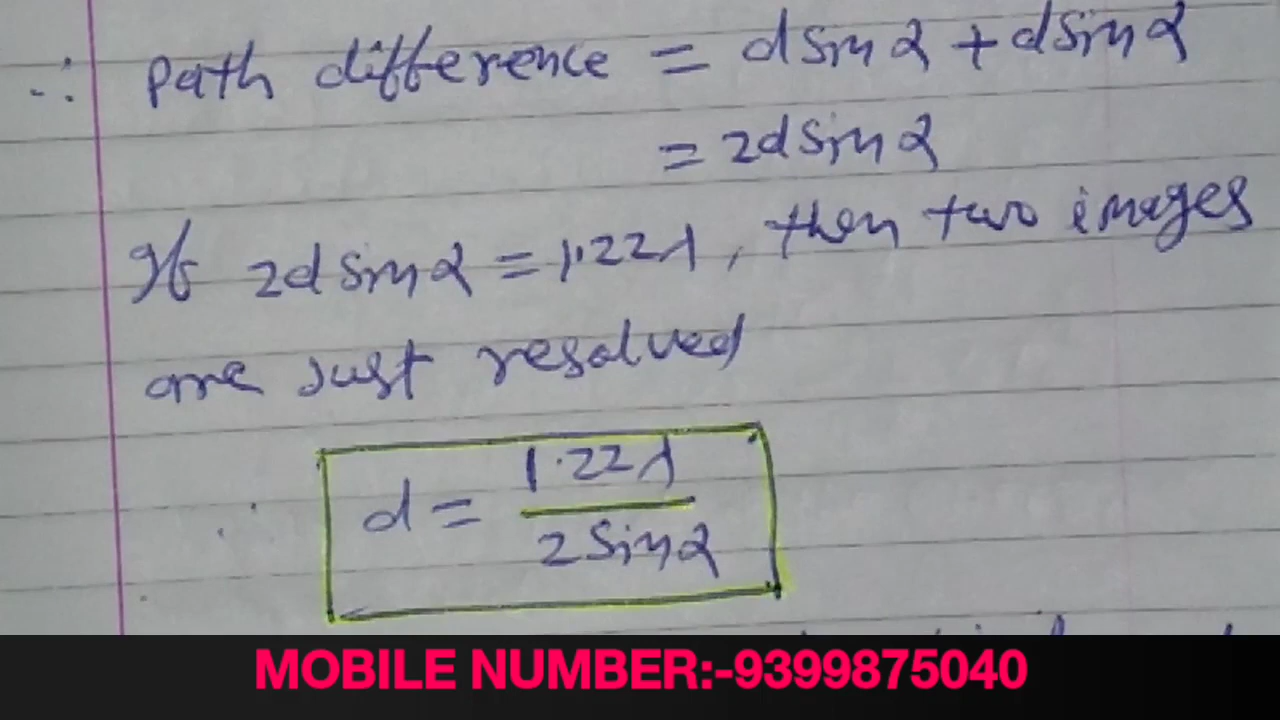 ∴ Path difference = d sin α + d sin α
= 2d sin α
If 2d sin α = 1.22λ, then two images
are just resolved
∴ d = 1.22λ / 2 sin α
MOBILE NUMBER:-9399875040